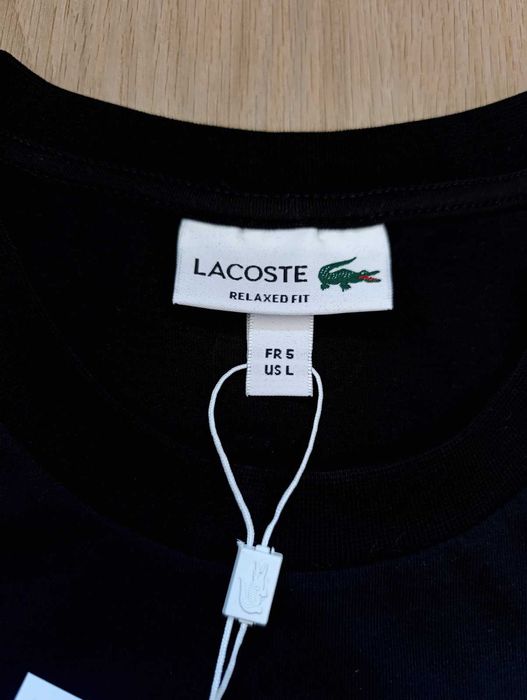 LACOSTE
RELAXED FIT
FR 5
US L